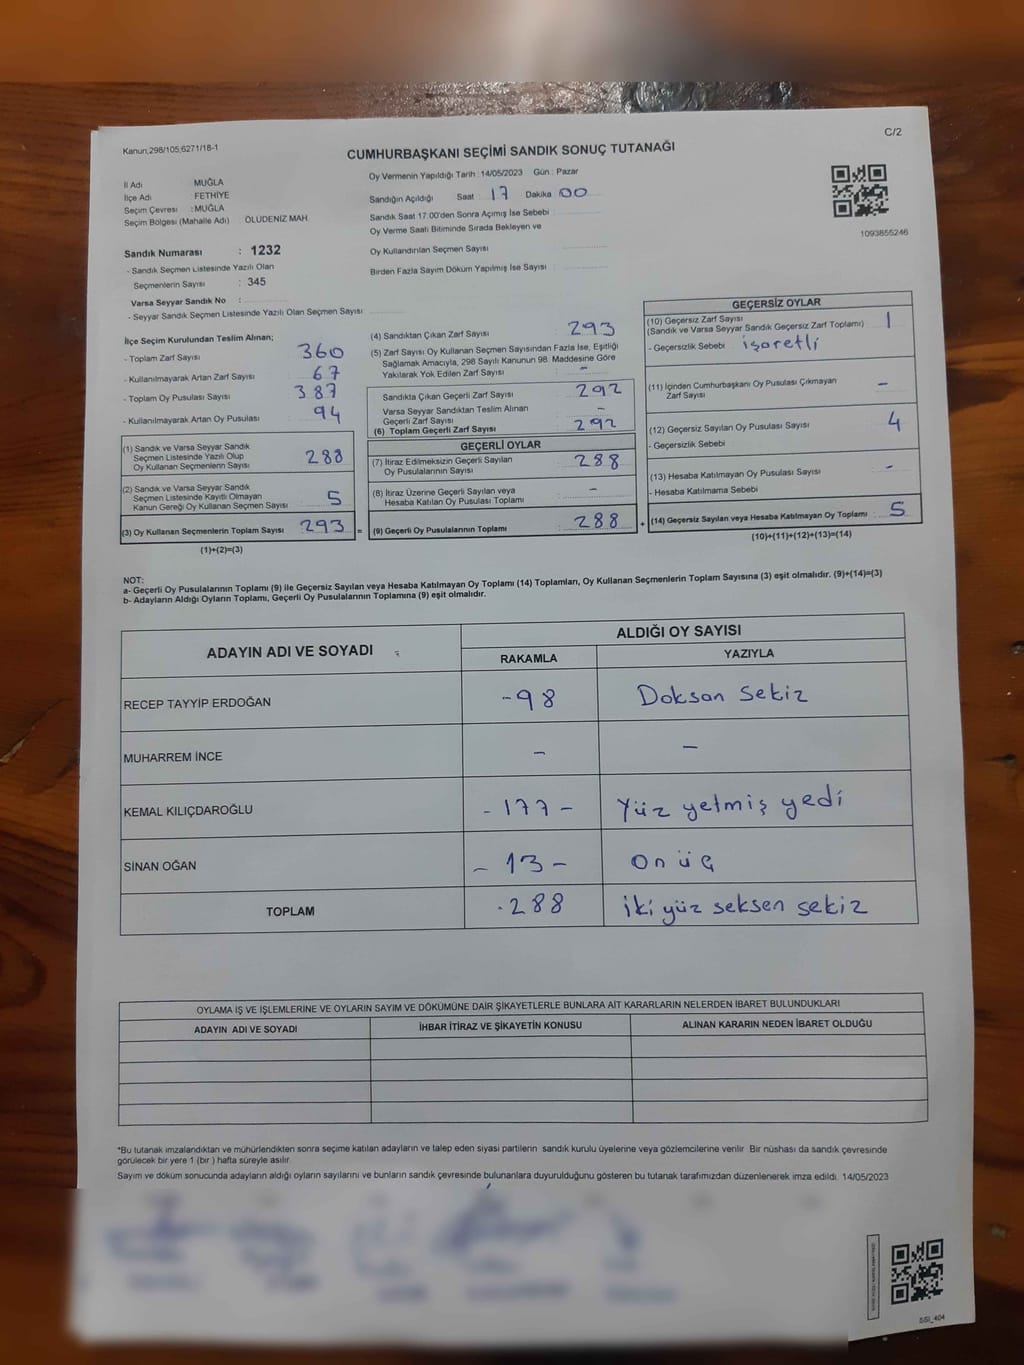 C/2
Kanun,298/105,6271/18-1
CUMHURBAŞKANI SEÇİMİ SANDIK SONUÇ TUTANAĞI
İl Adı : MUĞLA
İlçe Adı : FETHİYE
Seçim Çevresi : MUĞLA
Seçim Bölgesi (Mahalle Adı) ÖLÜDENİZ MAH
Sandık Numarası : 1232
- Sandık Seçmen Listesinde Yazılı Olan
Seçmenlerin Sayısı : 345
Varsa Seyyar Sandık No :
- Seyyar Sandık Seçmen Listesinde Yazılı Olan Seçmen Sayısı
Oy Vermenin Yapıldığı Tarih : 14/05/2023 Gün : Pazar
Sandığın Açıldığı Saat : 17 Dakika 00
Sandık Saat 17.00'den Sonra Açımış İse Sebebi :
Oy Verme Saati Bitiminde Sırada Bekleyen ve
Oy Kullandırılan Seçmen Sayısı
Birden Fazla Sayım Döküm Yapılmış İse Sayısı :
1093855246
İlçe Seçim Kurulundan Teslim Alınan;
- Toplam Zarf Sayısı : 360
- Kullanılmayarak Artan Zarf Sayısı : 67
- Toplam Oy Pusulası Sayısı : 387
- Kullanılmayarak Artan Oy Pusulası : 94
(1) Sandık ve Varsa Seyyar Sandık
Seçmen Listesinde Yazılı Olup
Oy Kullanan Seçmenlerin Sayısı : 288
(2) Sandık ve Varsa Seyyar Sandık
Seçmen Listesinde Kayıtlı Olmayan
Kanun Gereği Oy Kullanan Seçmen Sayısı : 5
(3) Oy Kullanan Seçmenlerin Toplam Sayısı : 293 =
(1)+(2)=(3)
(4) Sandıktan Çıkan Zarf Sayısı : 293
(5) Zarf Sayısı Oy Kullanan Seçmen Sayısından Fazla İse, Eşitliği
Sağlamak Amacıyla, 298 Sayılı Kanunun 98. Maddesine Göre
Yakılarak Yok Edilen Zarf Sayısı : -
Sandıkta Çıkan Geçerli Zarf Sayısı : 292
Varsa Seyyar Sandıktan Teslim Alınan
Geçerli Zarf Sayısı : -
(6) Toplam Geçerli Zarf Sayısı : 292
GEÇERLİ OYLAR
(7) İtiraz Edilmeksizin Geçerli Sayılan
Oy Pusulalarının Sayısı : 288
(8) İtiraz Üzerine Geçerli Sayılan veya
Hesaba Katılan Oy Pusulası Toplamı : -
(9) Geçerli Oy Pusulalarının Toplamı : 288 +
GEÇERSİZ OYLAR
(10) Geçersiz Zarf Sayısı : 1
(Sandık ve Varsa Seyyar Sandık Geçersiz Zarf Toplamı)
- Geçersizlik Sebebi : işaretli
(11) İçinden Cumhurbaşkanı Oy Pusulası Çıkmayan
Zarf Sayısı : -
(12) Geçersiz Sayılan Oy Pusulası Sayısı : 4
- Geçersizlik Sebebi
(13) Hesaba Katılmayan Oy Pusulası Sayısı : -
- Hesaba Katılmama Sebebi
(14) Geçersiz Sayılan veya Hesaba Katılmayan Oy Toplamı : 5
(10)+(11)+(12)+(13)=(14)
NOT:
a- Geçerli Oy Pusulalarının Toplamı (9) ile Geçersiz Sayılan veya Hesaba Katılmayan Oy Toplamı (14) Toplamları, Oy Kullanan Seçmenlerin Toplam Sayısına (3) eşit olmalıdır. (9)+(14)=(3)
b- Adayların Aldığı Oyların Toplamı, Geçerli Oy Pusulalarının Toplamına (9) eşit olmalıdır.
ADAYIN ADI VE SOYADI ALDIĞI OY SAYISI
RAKAMLA YAZIYLA
RECEP TAYYİP ERDOĞAN -98 Doksan Sekiz
MUHARREM İNCE - -
KEMAL KILIÇDAROĞLU -177- Yüz yetmiş yedi
SİNAN OĞAN -13- On üç
TOPLAM .288 iki yüz seksen sekiz
OYLAMA İŞ VE İŞLEMLERİNE VE OYLARIN SAYIM VE DÖKÜMÜNE DAİR ŞİKAYETLERLE BUNLARA AİT KARARLARIN NELERDEN İBARET BULUNDUKLARI
ADAYIN ADI VE SOYADI İHBAR İTİRAZ VE ŞİKAYETİN KONUSU ALINAN KARARIN NEDEN İBARET OLDUĞU
*Bu tutanak imzalandıktan ve mühürlendikten sonra seçime katılan adayların ve talep eden siyasi partilerin sandık kurulu üyelerine veya gözlemcilerine verilir. Bir nüshası da sandık çevresinde
görülecek bir yere 1 (bir ) hafta süreyle asılır.
Sayım ve döküm sonucunda adayların aldığı oyların sayılarını ve bunların sandık çevresinde bulunanlara duyurulduğunu gösteren bu tutanak tarafımızdan düzenlenerek imza edildi. 14/05/2023
SSI_404